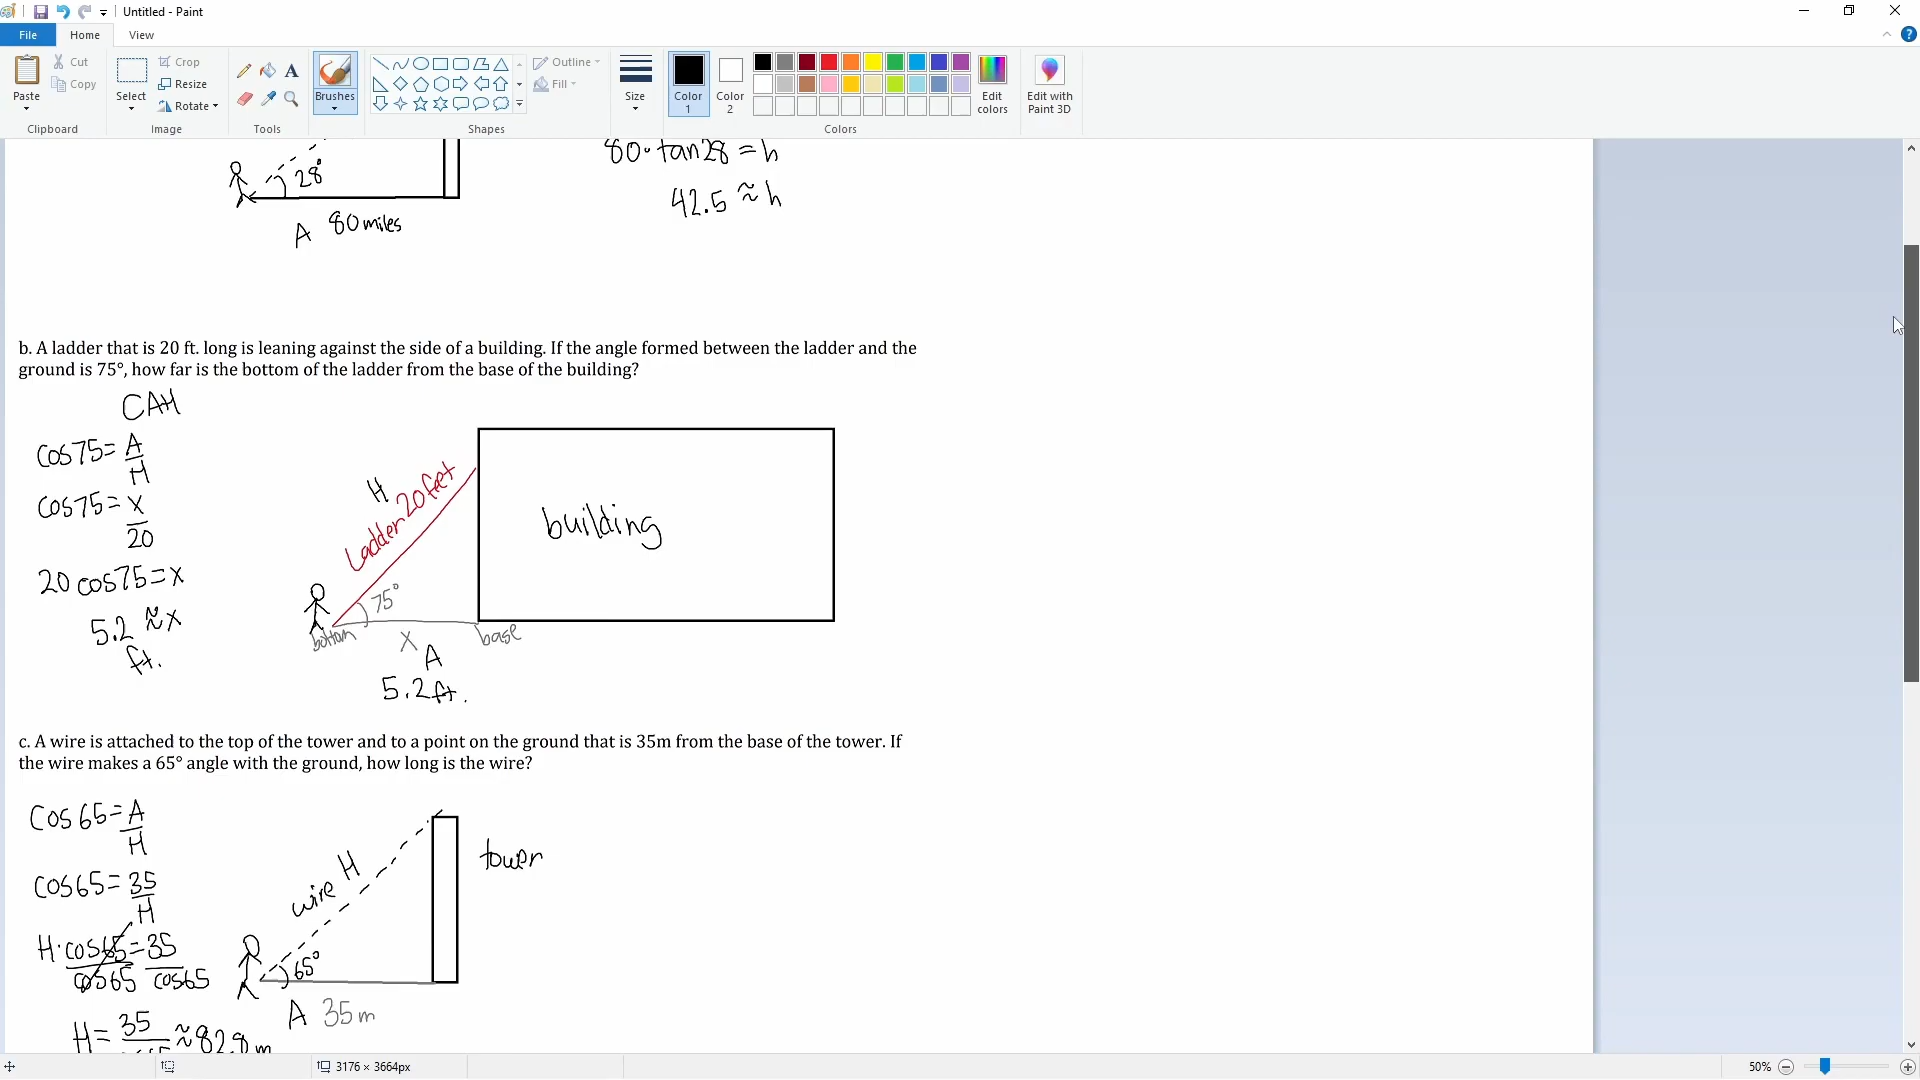 Untitled - Paint
File Home View
Paste
Cut
Copy
Clipboard
Select
Crop
Resize
Rotate
Image
Tools
Brushes
Shapes
Outline
Fill
Size
Color 1
Color 2
Colors
Edit colors
Edit with Paint 3D
28°
A 80 miles
80·tan28 = h
42.5 ≈ h
b. A ladder that is 20 ft. long is leaning against the side of a building. If the angle formed between the ladder and the
ground is 75°, how far is the bottom of the ladder from the base of the building?
CAH
cos75=A/H
cos75=x/20
20 cos75=x
5.2 ≈x
ft.
H
Ladder 20 feet
75°
bottom
x
base
A
5.2ft.
building
c. A wire is attached to the top of the tower and to a point on the ground that is 35m from the base of the tower. If
the wire makes a 65° angle with the ground, how long is the wire?
Cos65=A/H
cos65=35/H
H·cos65=35
cos65 cos65
H=35/cos65≈82.8m
wire H
65°
A 35m
tower
3176 × 3664px
50%